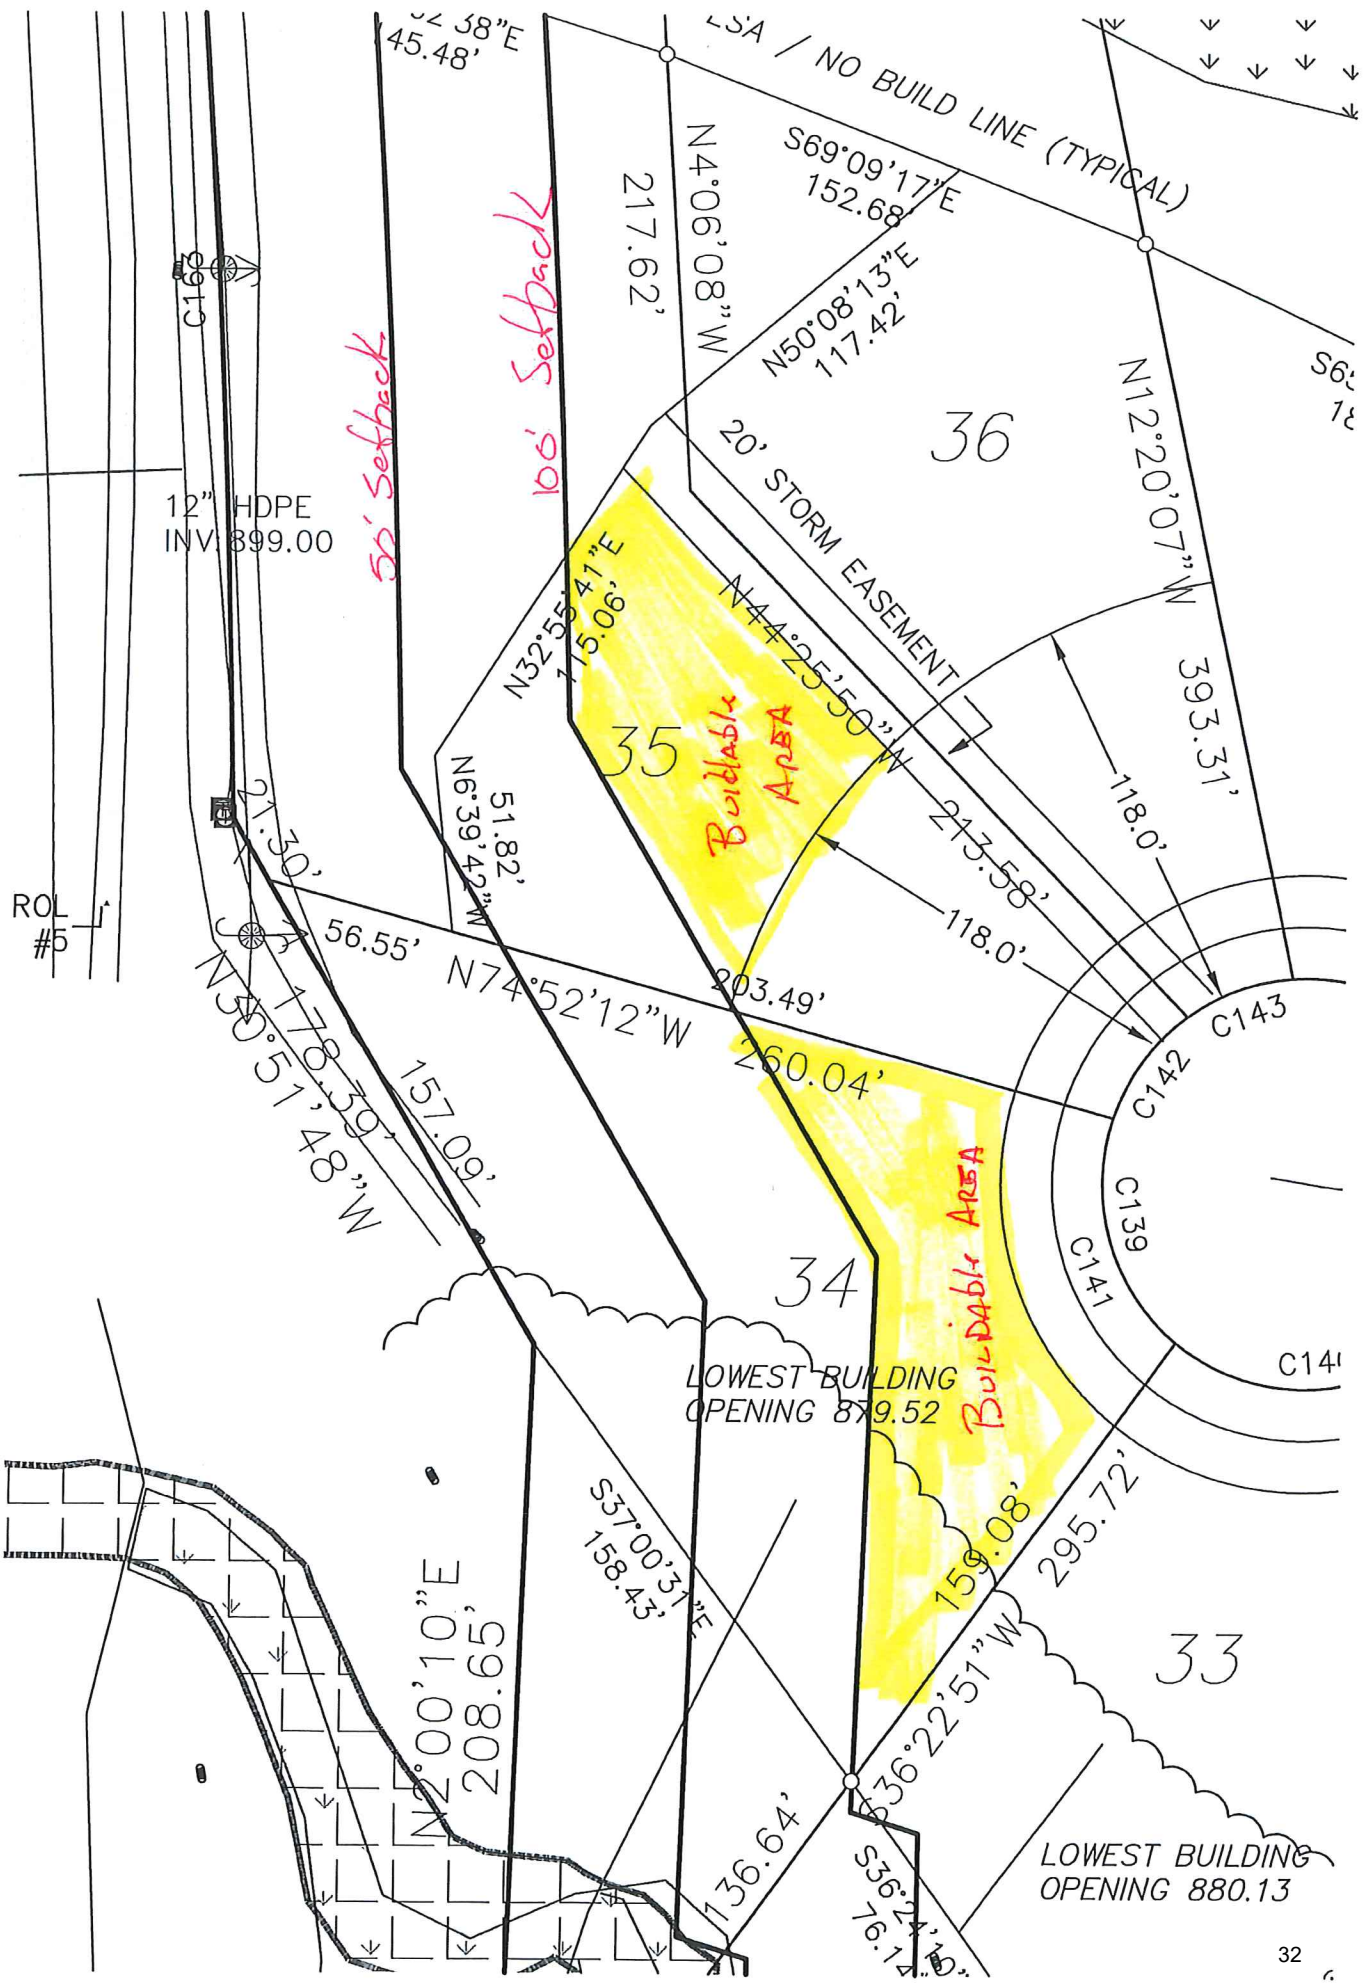 45.48'
/ NO BUILD LINE (TYPICAL)
S69°09'17"E
152.68'
N4°06'08"W
217.62'
N50°08'13"E
117.42'
C163
50' Setback
100' Setback
36
N12°20'07"W
393.31'
20' STORM EASEMENT
12" HDPE
INV. 899.00
N32°55'41"E
115.06'
N44°25'50"W
213.58'
35
Buildable
AREA
118.0'
118.0'
N6°39'42"W
51.82'
21.30'
ROL
#5
56.55'
N74°52'12"W
203.49'
260.04'
N30°51'48"W
178.39'
157.09'
C143
C142
C139
C141
34
BUILDABLE AREA
LOWEST BUILDING
OPENING 879.52
S37°00'31"E
158.43'
159.08'
295.72'
N2°00'10"E
208.65'
S36°22'51"W
33
136.64'
LOWEST BUILDING
OPENING 880.13
32